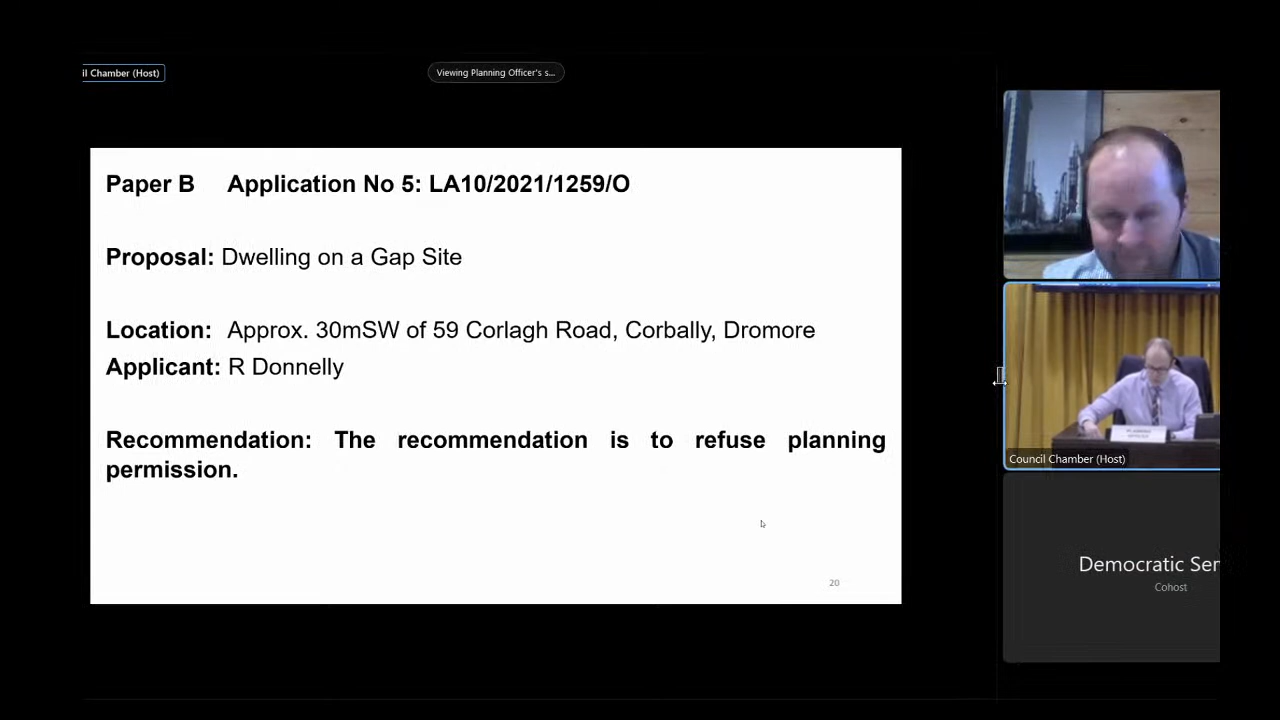 il Chamber (Host)
Viewing Planning Officer's s...
Paper B Application No 5: LA10/2021/1259/O
Proposal: Dwelling on a Gap Site
Location: Approx. 30mSW of 59 Corlagh Road, Corbally, Dromore
Applicant: R Donnelly
Recommendation: The recommendation is to refuse planning
permission.
20
Council Chamber (Host)
Democratic Ser
Cohost